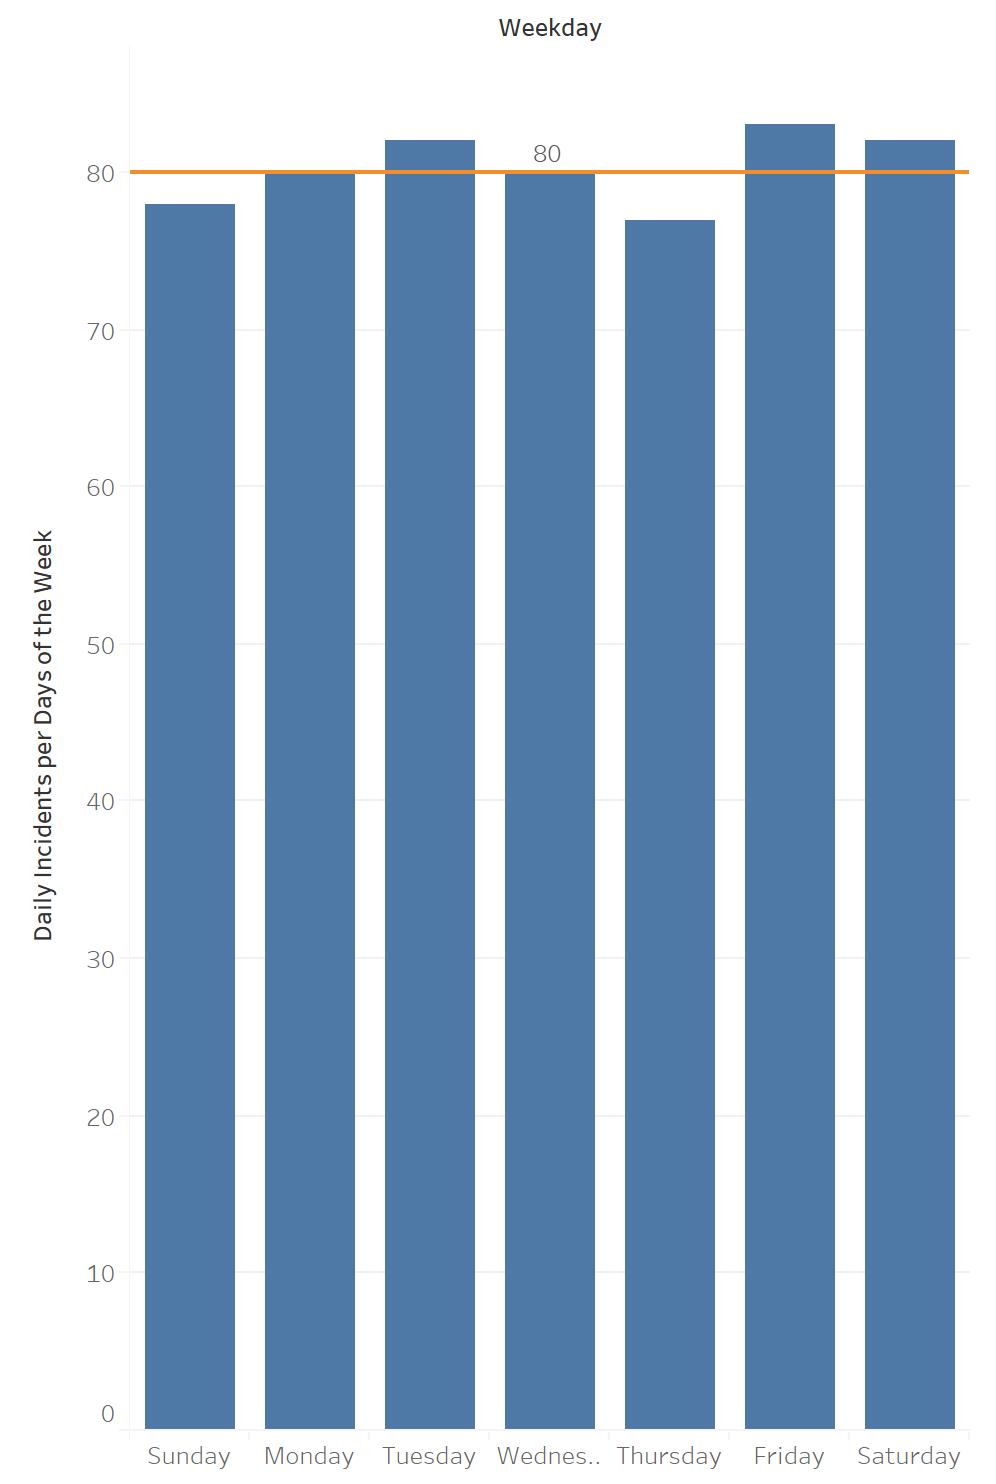 Weekday
Daily Incidents per Days of the Week
80
80
70
60
50
40
30
20
10
0
Sunday
Monday
Tuesday
Wednes..
Thursday
Friday
Saturday